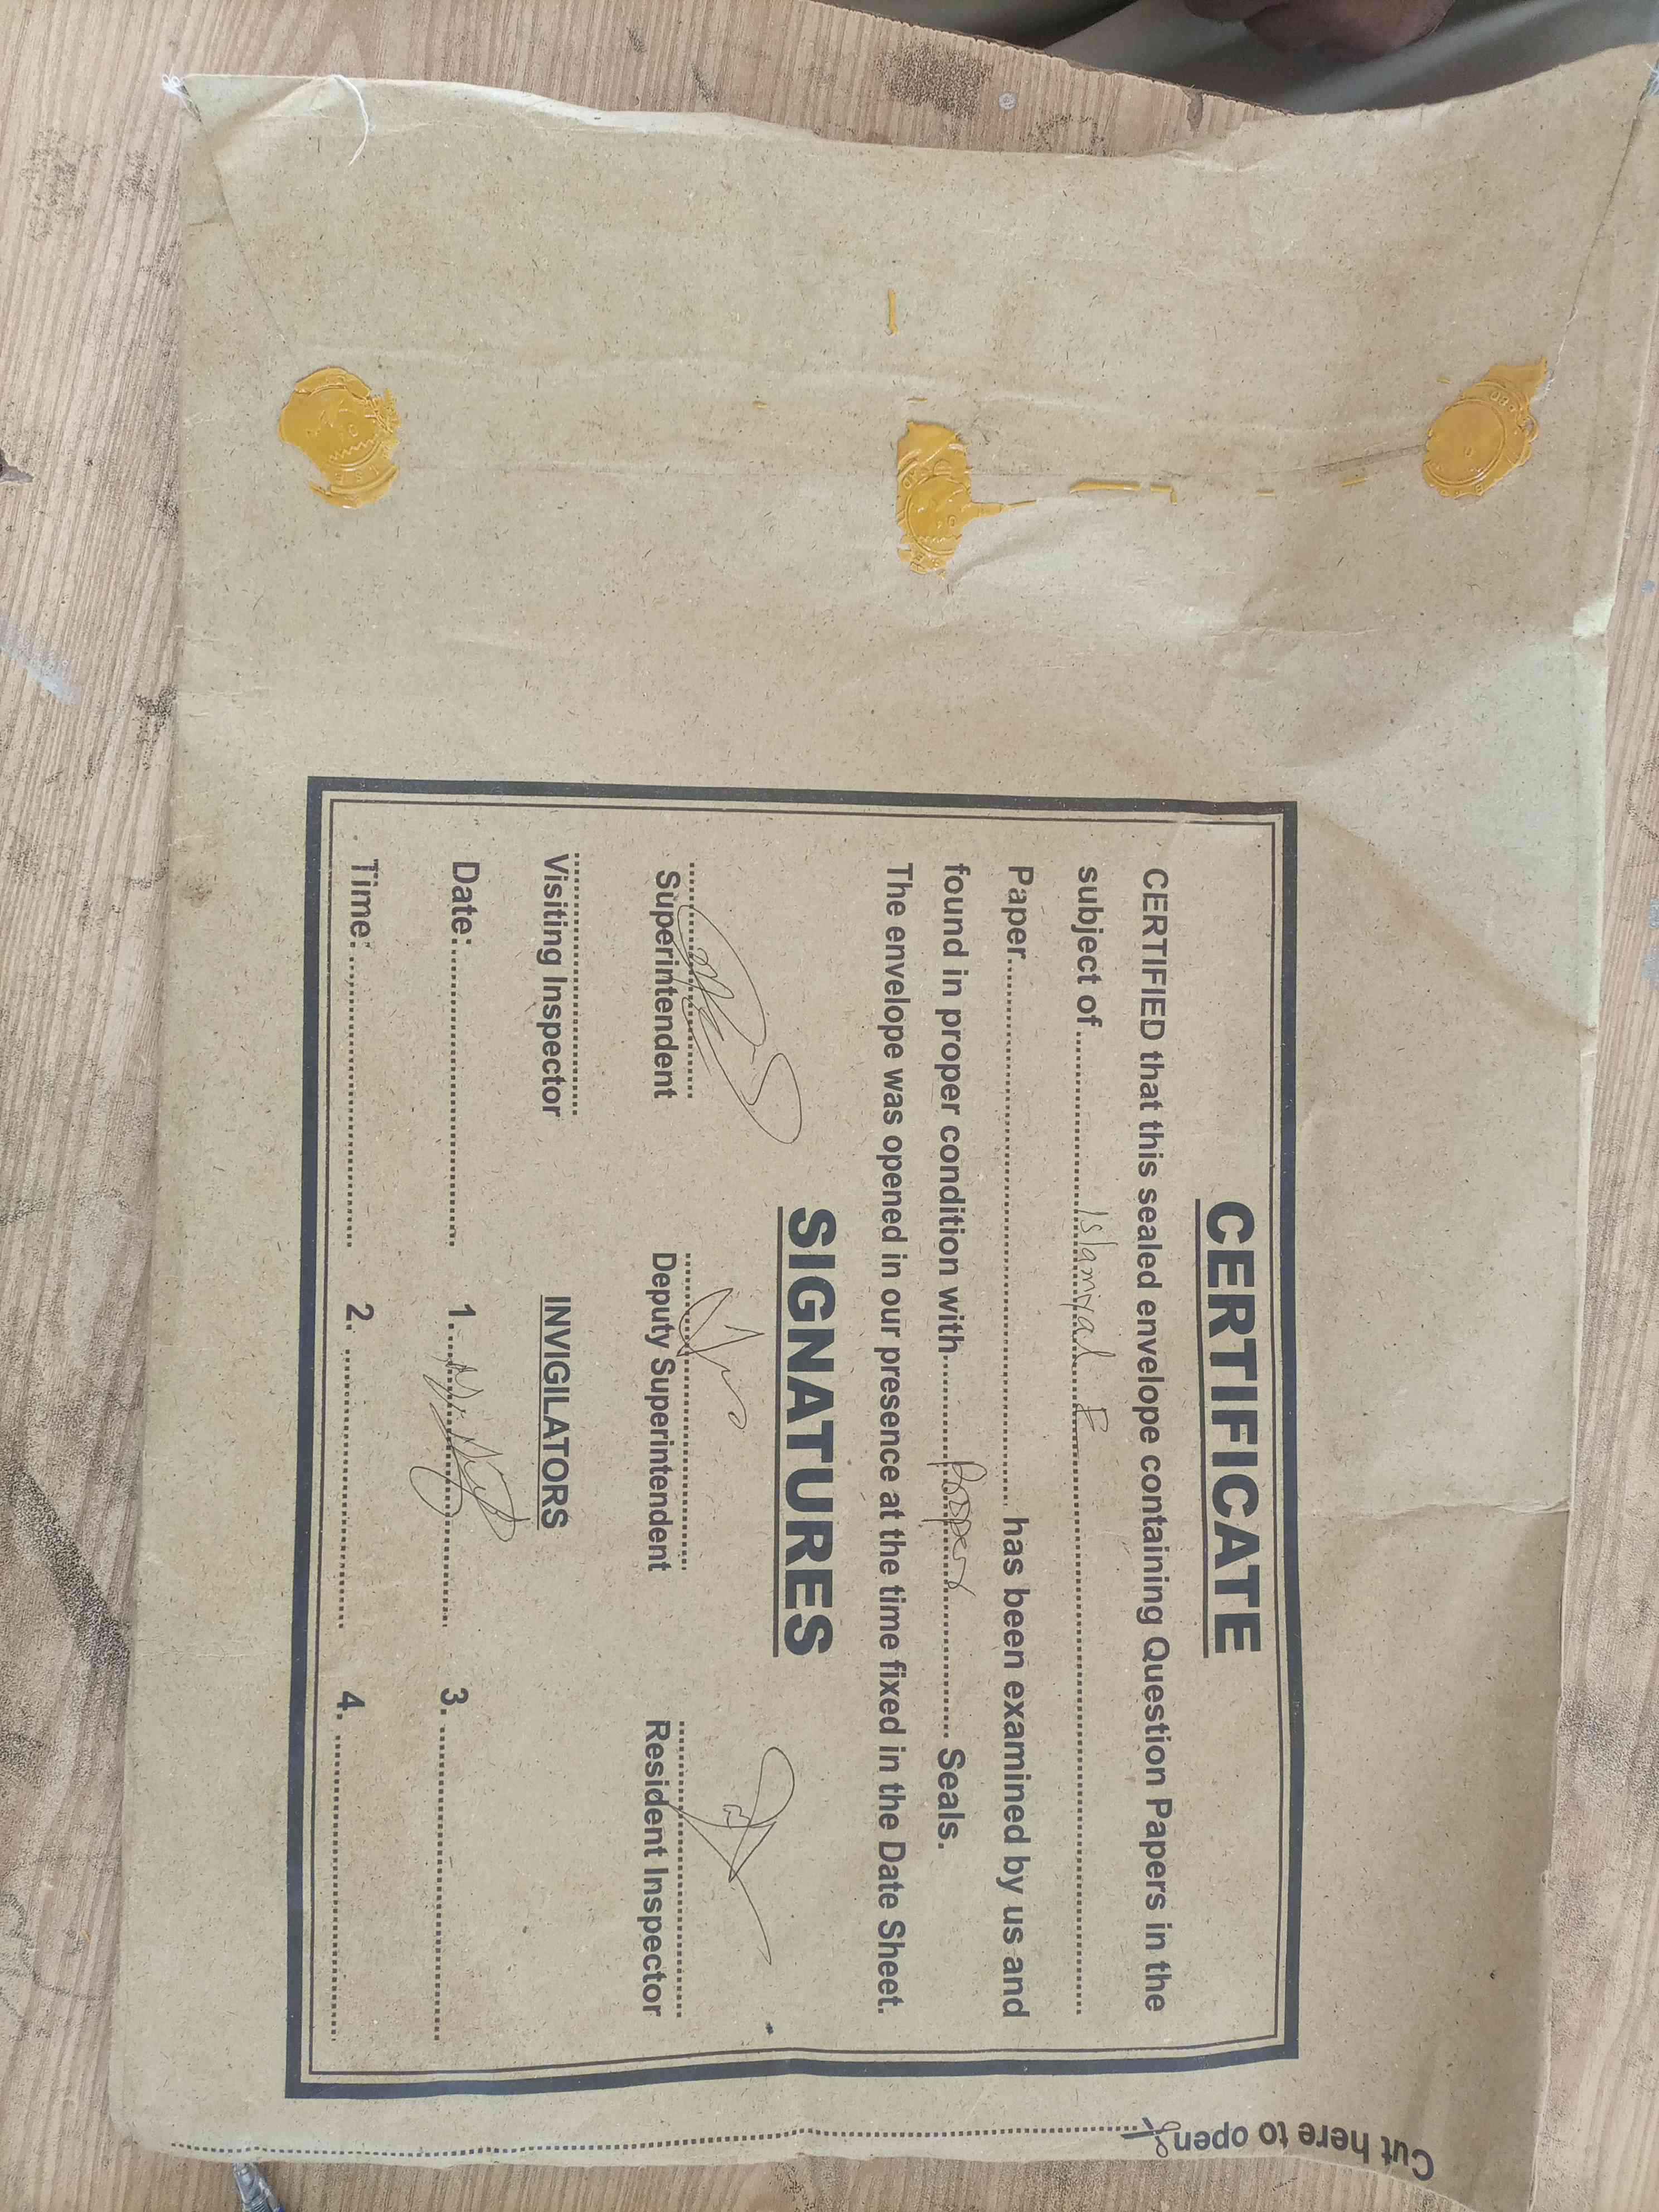 CERTIFICATE
CERTIFIED that this sealed envelope containing Question Papers in the
subject of.................Islamiyat.................
Paper.................................. has been examined by us and
found in proper condition with............Proper............ Seals.
The envelope was opened in our presence at the time fixed in the Date Sheet.
SIGNATURES
Superintendent Deputy Superintendent Resident Inspector
Visiting Inspector INVIGILATORS
Date:.............................. 1............................... 3. ...............................
Time: .............................. 2. .............................. 4. ...............................
Cut here to open